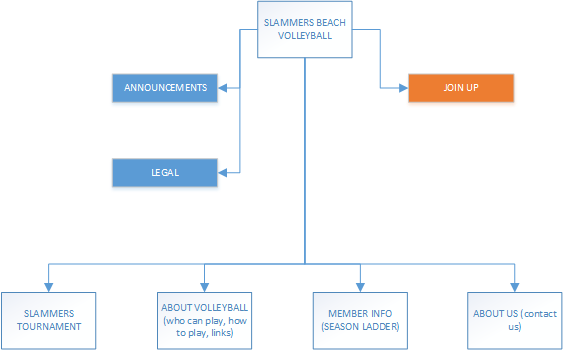 SLAMMERS BEACH
VOLLEYBALL
ANNOUNCEMENTS
JOIN UP
LEGAL
SLAMMERS
TOURNAMENT
ABOUT VOLLEYBALL
(who can play, how
to play, links)
MEMBER INFO
(SEASON LADDER)
ABOUT US (contact
us)